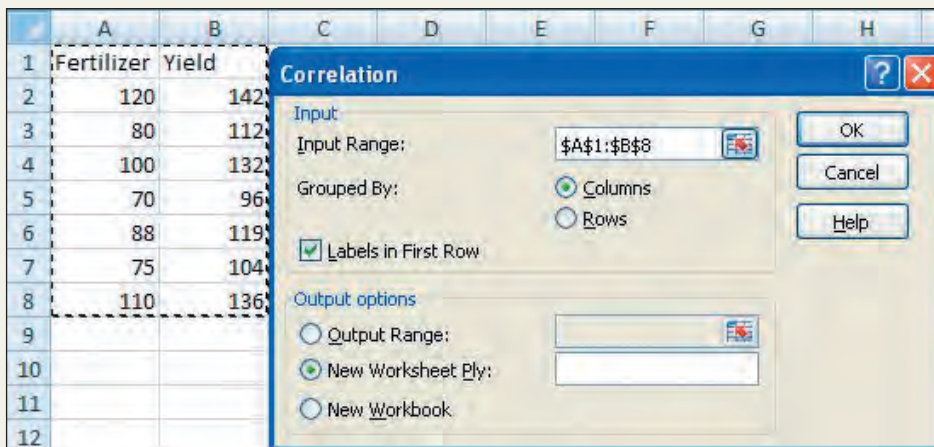 A B C D E F G H
1 Fertilizer Yield
2 120 142
3 80 112
4 100 132
5 70 96
6 88 119
7 75 104
8 110 136
9
10
11
12
Correlation
Input
Input Range: $A$1:$B$8
Grouped By: Columns
Rows
Labels in First Row
Output options
Output Range:
New Worksheet Ply:
New Workbook
OK
Cancel
Help